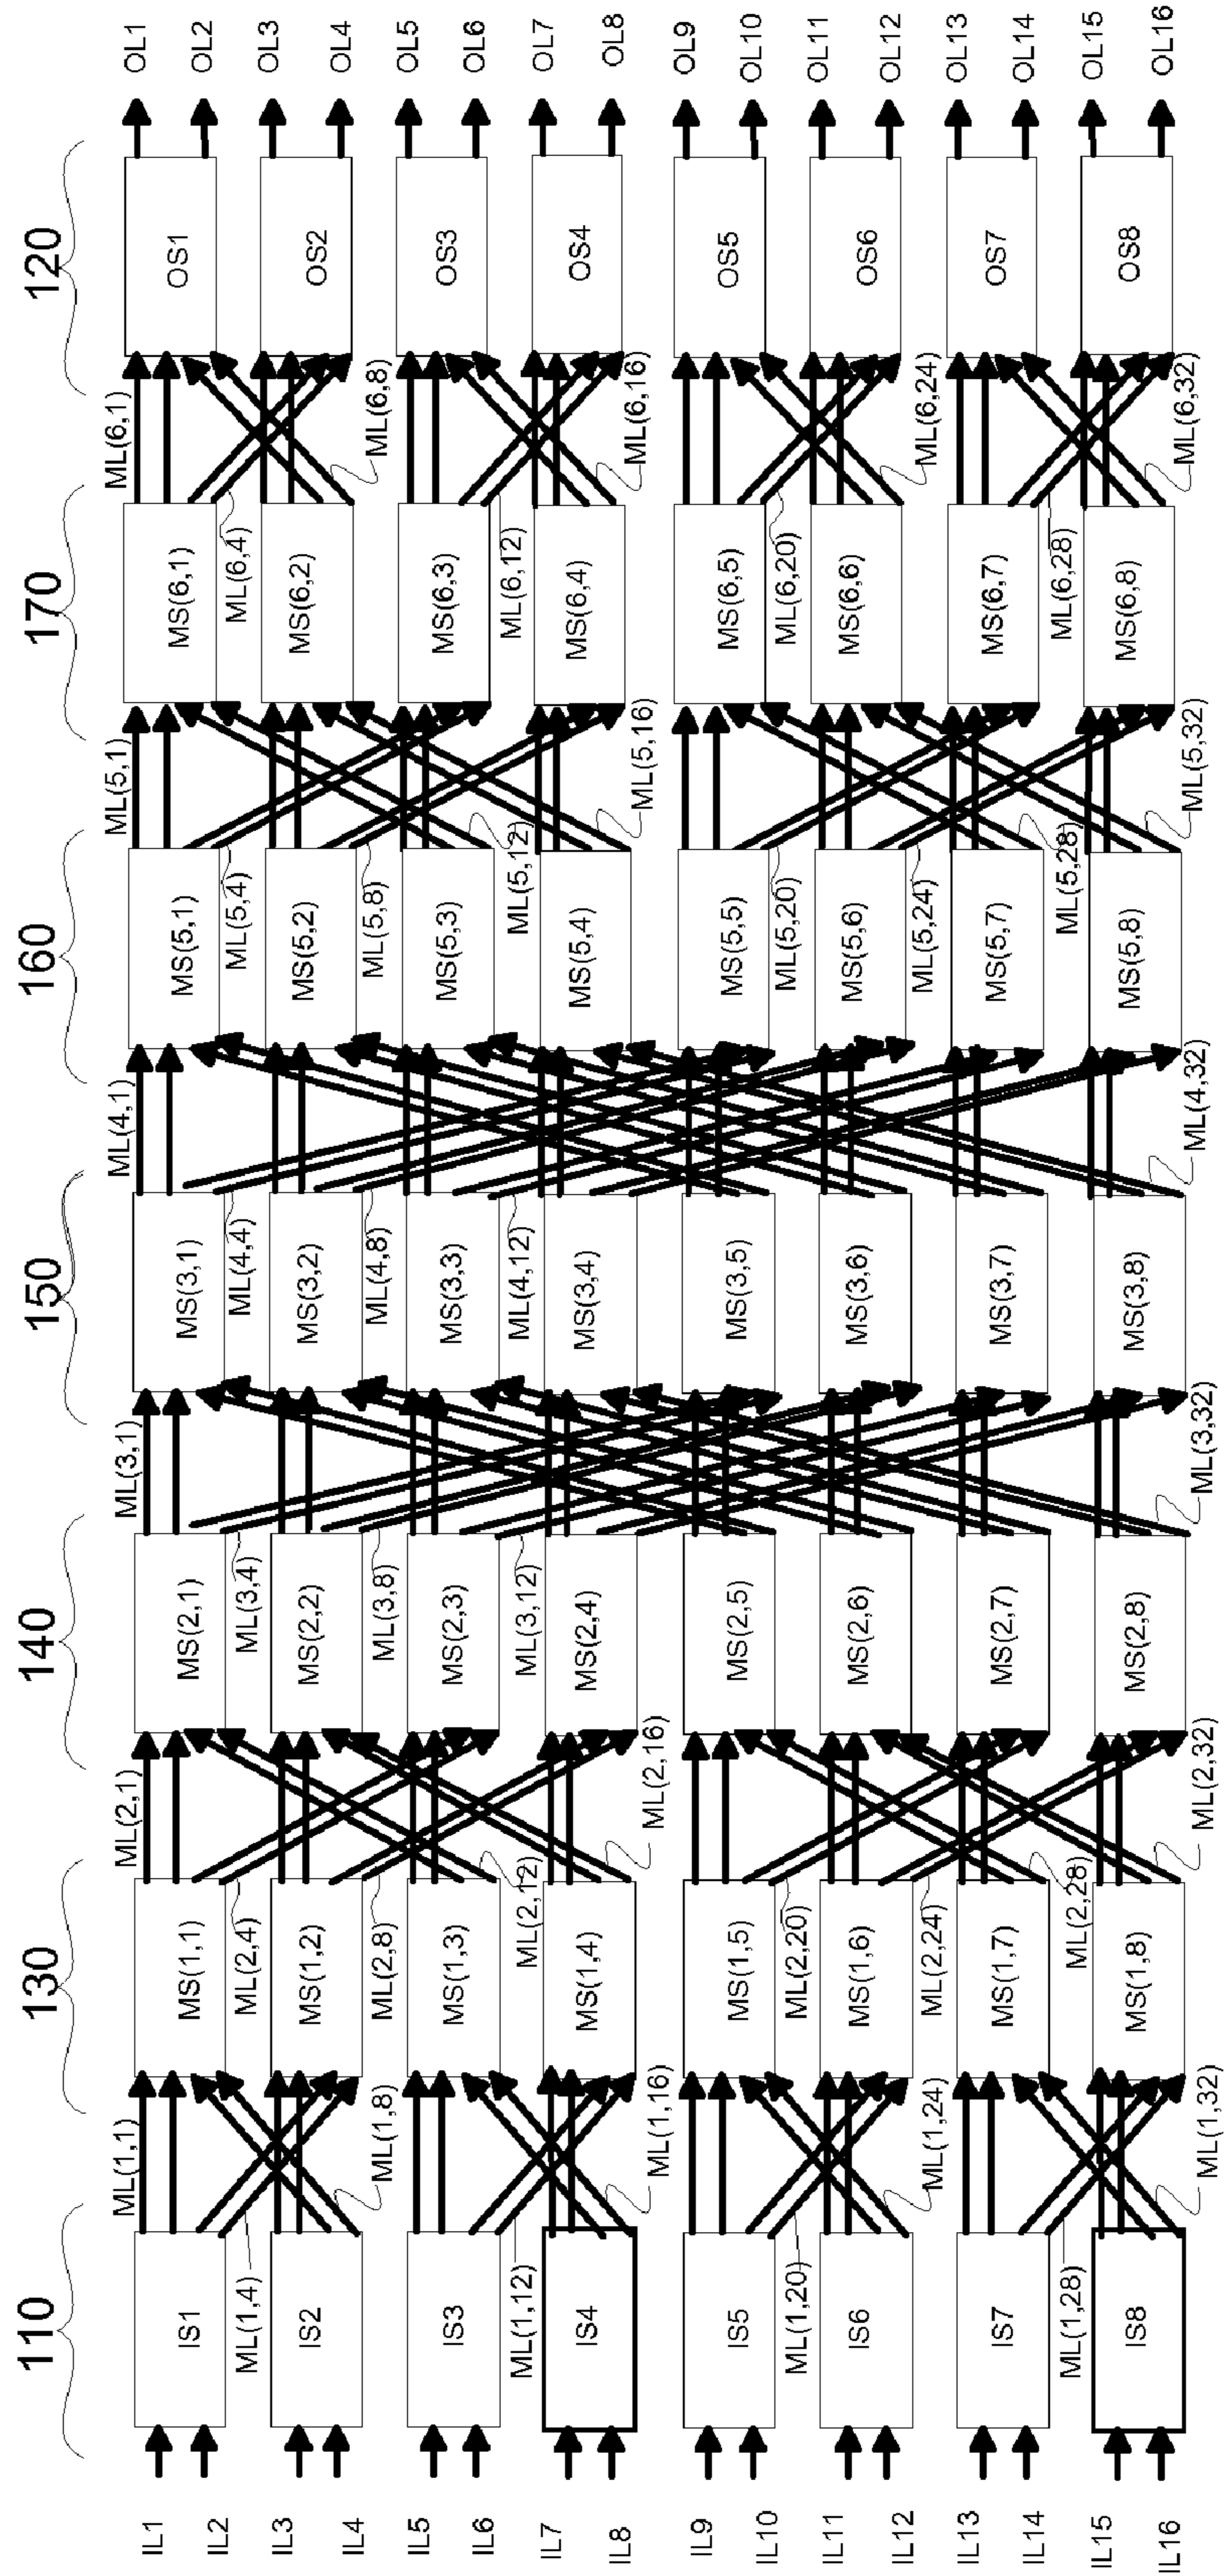 110
130
140
150
160
170
120
IL1
IL2
IL3
IL4
IL5
IL6
IL7
IL8
IL9
IL10
IL11
IL12
IL13
IL14
IL15
IL16
IS1
IS2
IS3
IS4
IS5
IS6
IS7
IS8
ML(1,1)
ML(1,4)
ML(1,8)
ML(1,12)
ML(1,16)
ML(1,20)
ML(1,24)
ML(1,28)
ML(1,32)
MS(1,1)
MS(1,2)
MS(1,3)
MS(1,4)
MS(1,5)
MS(1,6)
MS(1,7)
MS(1,8)
ML(2,1)
ML(2,4)
ML(2,8)
ML(2,12)
ML(2,16)
ML(2,20)
ML(2,24)
ML(2,28)
ML(2,32)
MS(2,1)
MS(2,2)
MS(2,3)
MS(2,4)
MS(2,5)
MS(2,6)
MS(2,7)
MS(2,8)
ML(3,1)
ML(3,4)
ML(3,8)
ML(3,12)
ML(3,32)
MS(3,1)
MS(3,2)
MS(3,3)
MS(3,4)
MS(3,5)
MS(3,6)
MS(3,7)
MS(3,8)
ML(4,1)
ML(4,4)
ML(4,8)
ML(4,12)
ML(4,32)
MS(5,1)
MS(5,2)
MS(5,3)
MS(5,4)
MS(5,5)
MS(5,6)
MS(5,7)
MS(5,8)
ML(5,1)
ML(5,4)
ML(5,8)
ML(5,12)
ML(5,16)
ML(5,20)
ML(5,24)
ML(5,28)
ML(5,32)
MS(6,1)
MS(6,2)
MS(6,3)
MS(6,4)
MS(6,5)
MS(6,6)
MS(6,7)
MS(6,8)
ML(6,1)
ML(6,4)
ML(6,8)
ML(6,12)
ML(6,16)
ML(6,20)
ML(6,24)
ML(6,28)
ML(6,32)
OS1
OS2
OS3
OS4
OS5
OS6
OS7
OS8
OL1
OL2
OL3
OL4
OL5
OL6
OL7
OL8
OL9
OL10
OL11
OL12
OL13
OL14
OL15
OL16